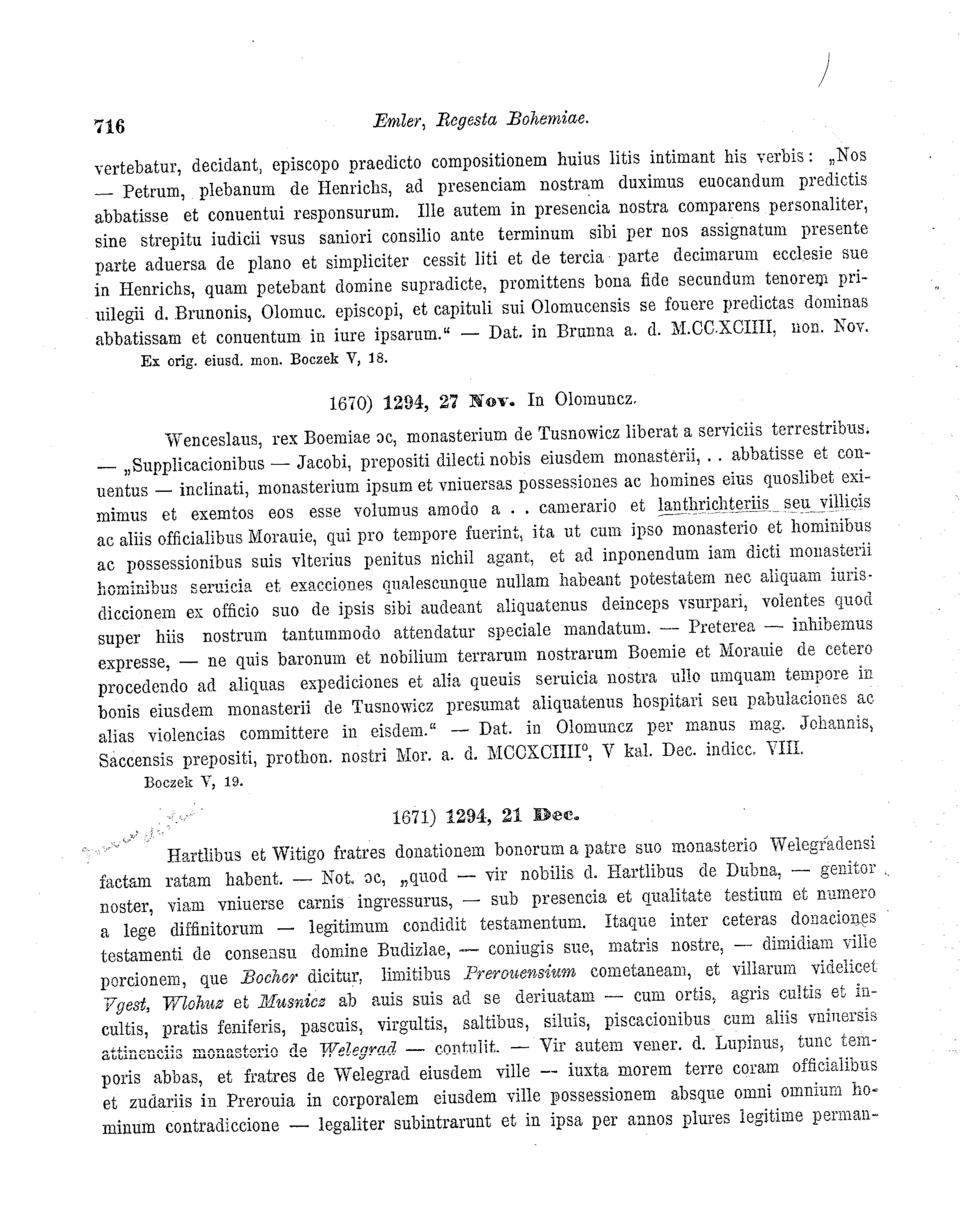 716 Emler, Regesta Bohemiae.
vertebatur, decidant, episcopo praedicto compositionem huius litis intimant his verbis: „Nos
— Petrum, plebanum de Henrichs, ad presenciam nostram duximus euocandum predictis
abbatisse et conuentui responsurum. Ille autem in presencia nostra comparens personaliter,
sine strepitu iudicii vsus saniori consilio ante terminum sibi per nos assignatum presente
parte aduersa de plano et simpliciter cessit liti et de tercia parte decimarum ecclesie sue
in Henrichs, quam petebant domine supradicte, promittens bona fide secundum tenorem pri-
uilegii d. Brunonis, Olomuc. episcopi, et capituli sui Olomucensis se fouere predictas dominas
abbatissam et conuentum in iure ipsarum.“ — Dat. in Brunna a. d. M.CC.XCIIII, non. Nov.
Ex orig. eiusd. mon. Boczek V, 18.
1670) 1294, 27 Nov. In Olomuncz.
Wenceslaus, rex Boemiae ɔc, monasterium de Tusnowicz liberat a serviciis terrestribus.
— „Supplicacionibus — Jacobi, prepositi dilecti nobis eiusdem monasterii, . . abbatisse et con-
uentus — inclinati, monasterium ipsum et vniuersas possessiones ac homines eius quoslibet exi-
mimus et exemtos eos esse volumus amodo a . . camerario et lanthrichteriis seu villicis
ac aliis officialibus Morauie, qui pro tempore fuerint, ita ut cum ipso monasterio et hominibus
ac possessionibus suis vlterius penitus nichil agant, et ad inponendum iam dicti monasterii
hominibus seruicia et exacciones qualescunque nullam habeant potestatem nec aliquam iuris-
diccionem ex officio suo de ipsis sibi audeant aliquatenus deinceps vsurpari, volentes quod
super hiis nostrum tantummodo attendatur speciale mandatum. — Preterea — inhibemus
expresse, — ne quis baronum et nobilium terrarum nostrarum Boemie et Morauie de cetero
procedendo ad aliquas expediciones et alia queuis seruicia nostra ullo umquam tempore in
bonis eiusdem monasterii de Tusnowicz presumat aliquatenus hospitari seu pabulaciones ac
alias violencias committere in eisdem.“ — Dat. in Olomuncz per manus mag. Johannis,
Saccensis prepositi, prothon. nostri Mor. a. d. MCCXCIIII⁰, V kal. Dec. indicc. VIII.
Boczek V, 19.
1671) 1294, 21 Dec.
Hartlibus et Witigo fratres donationem bonorum a patre suo monasterio Welegradensi
factam ratam habent. — Not. ɔc, „quod — vir nobilis d. Hartlibus de Dubna, — genitor
noster, viam vniuerse carnis ingressurus, — sub presencia et qualitate testium et numero
a lege diffinitorum — legitimum condidit testamentum. Itaque inter ceteras donaciones
testamenti de consensu domine Budizlae, — coniugis sue, matris nostre, — dimidiam ville
porcionem, que Bochor dicitur, limitibus Prerouensium cometaneam, et villarum videlicet
Vgest, Wlohuz et Musnicz ab auis suis ad se deriuatam — cum ortis, agris cultis et in-
cultis, pratis feniferis, pascuis, virgultis, saltibus, siluis, piscacionibus cum aliis vniuersis
attinenciis monasterio de Welegrad — contulit. — Vir autem vener. d. Lupinus, tunc tem-
poris abbas, et fratres de Welegrad eiusdem ville — iuxta morem terre coram officialibus
et zudariis in Prerouia in corporalem eiusdem ville possessionem absque omni omnium ho-
minum contradiccione — legaliter subintrarunt et in ipsa per annos plures legitime perman-